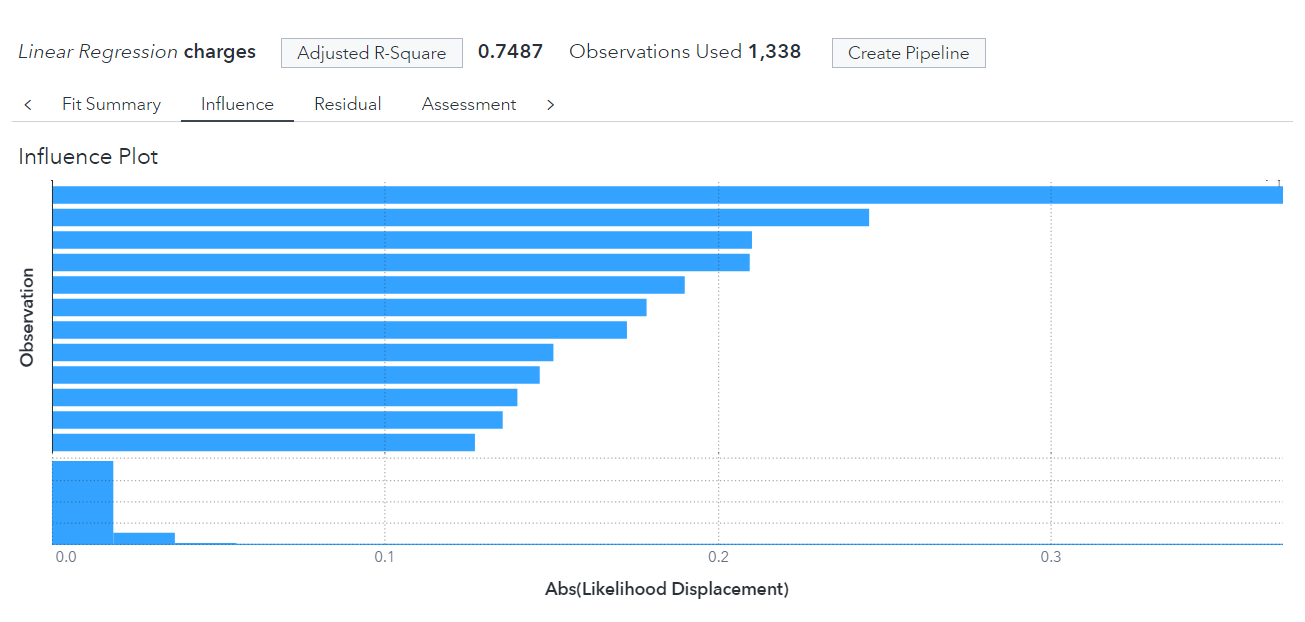 Linear Regression charges Adjusted R-Square 0.7487 Observations Used 1,338 Create Pipeline
< Fit Summary Influence Residual Assessment >
Influence Plot
Observation
0.0 0.1 0.2 0.3
Abs(Likelihood Displacement)